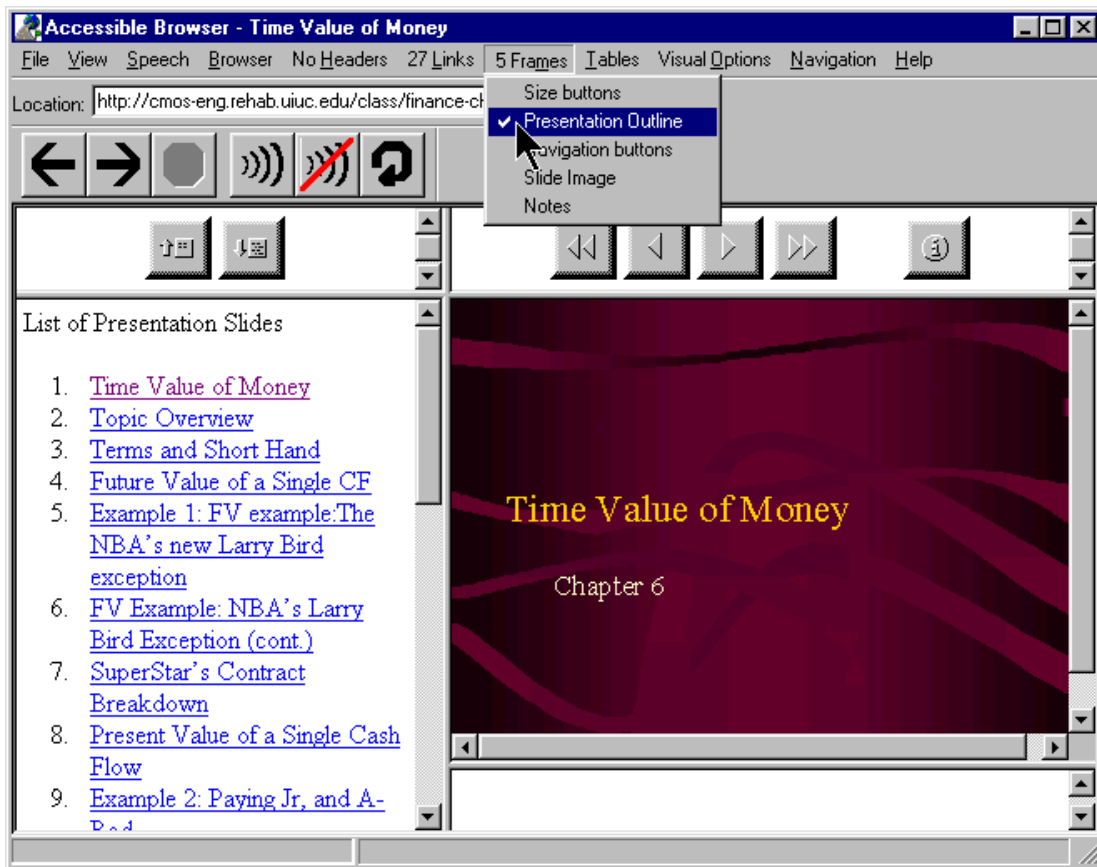 Accessible Browser - Time Value of Money
File View Speech Browser No Headers 27 Links 5 Frames Tables Visual Options Navigation Help
Location: http://cmos-eng.rehab.uiuc.edu/class/finance-ch
Size buttons
Presentation Outline
Navigation buttons
Slide Image
Notes
List of Presentation Slides
1. Time Value of Money
2. Topic Overview
3. Terms and Short Hand
4. Future Value of a Single CF
5. Example 1: FV example:The
NBA's new Larry Bird
exception
6. FV Example: NBA's Larry
Bird Exception (cont.)
7. SuperStar's Contract
Breakdown
8. Present Value of a Single Cash
Flow
9. Example 2: Paying Jr, and A-
Time Value of Money
Chapter 6